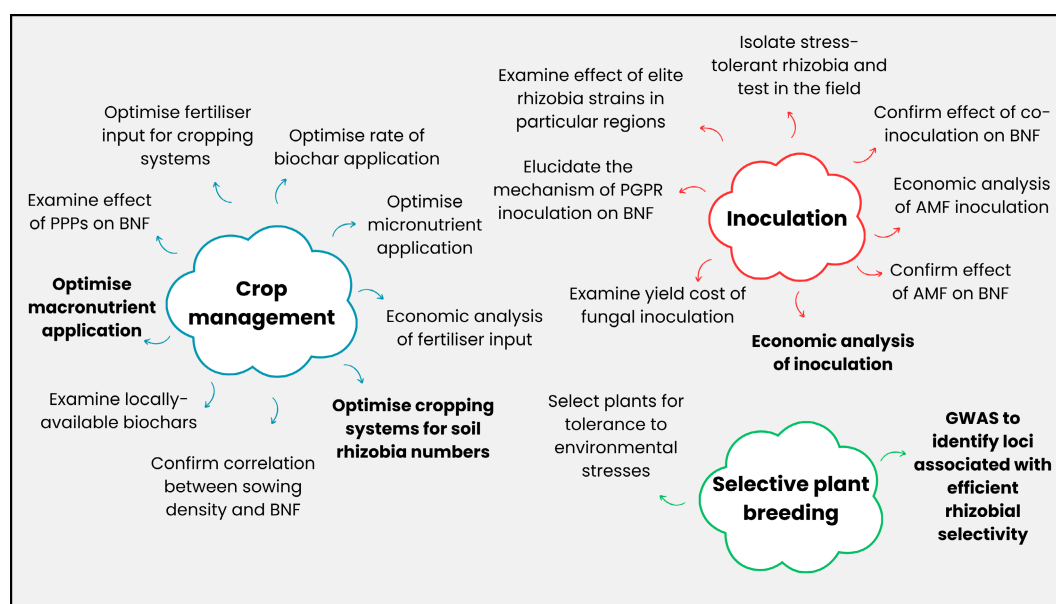 Optimise fertiliser
input for cropping
systems
Optimise rate of
biochar application
Examine effect
of PPPs on BNF
Optimise
micronutrient
application
Optimise
macronutrient
application
Crop
management
Economic analysis
of fertiliser input
Examine locally-
available biochars
Optimise cropping
systems for soil
rhizobia numbers
Confirm correlation
between sowing
density and BNF
Isolate stress-
tolerant rhizobia and
test in the field
Examine effect of elite
rhizobia strains in
particular regions
Confirm effect of co-
inoculation on BNF
Elucidate the
mechanism of PGPR
inoculation on BNF
Economic analysis
of AMF inoculation
Inoculation
Confirm effect
of AMF on BNF
Examine yield cost of
fungal inoculation
Economic analysis
of inoculation
Select plants for
tolerance to
environmental
stresses
Selective plant
breeding
GWAS to
identify loci
associated with
efficient
rhizobial
selectivity